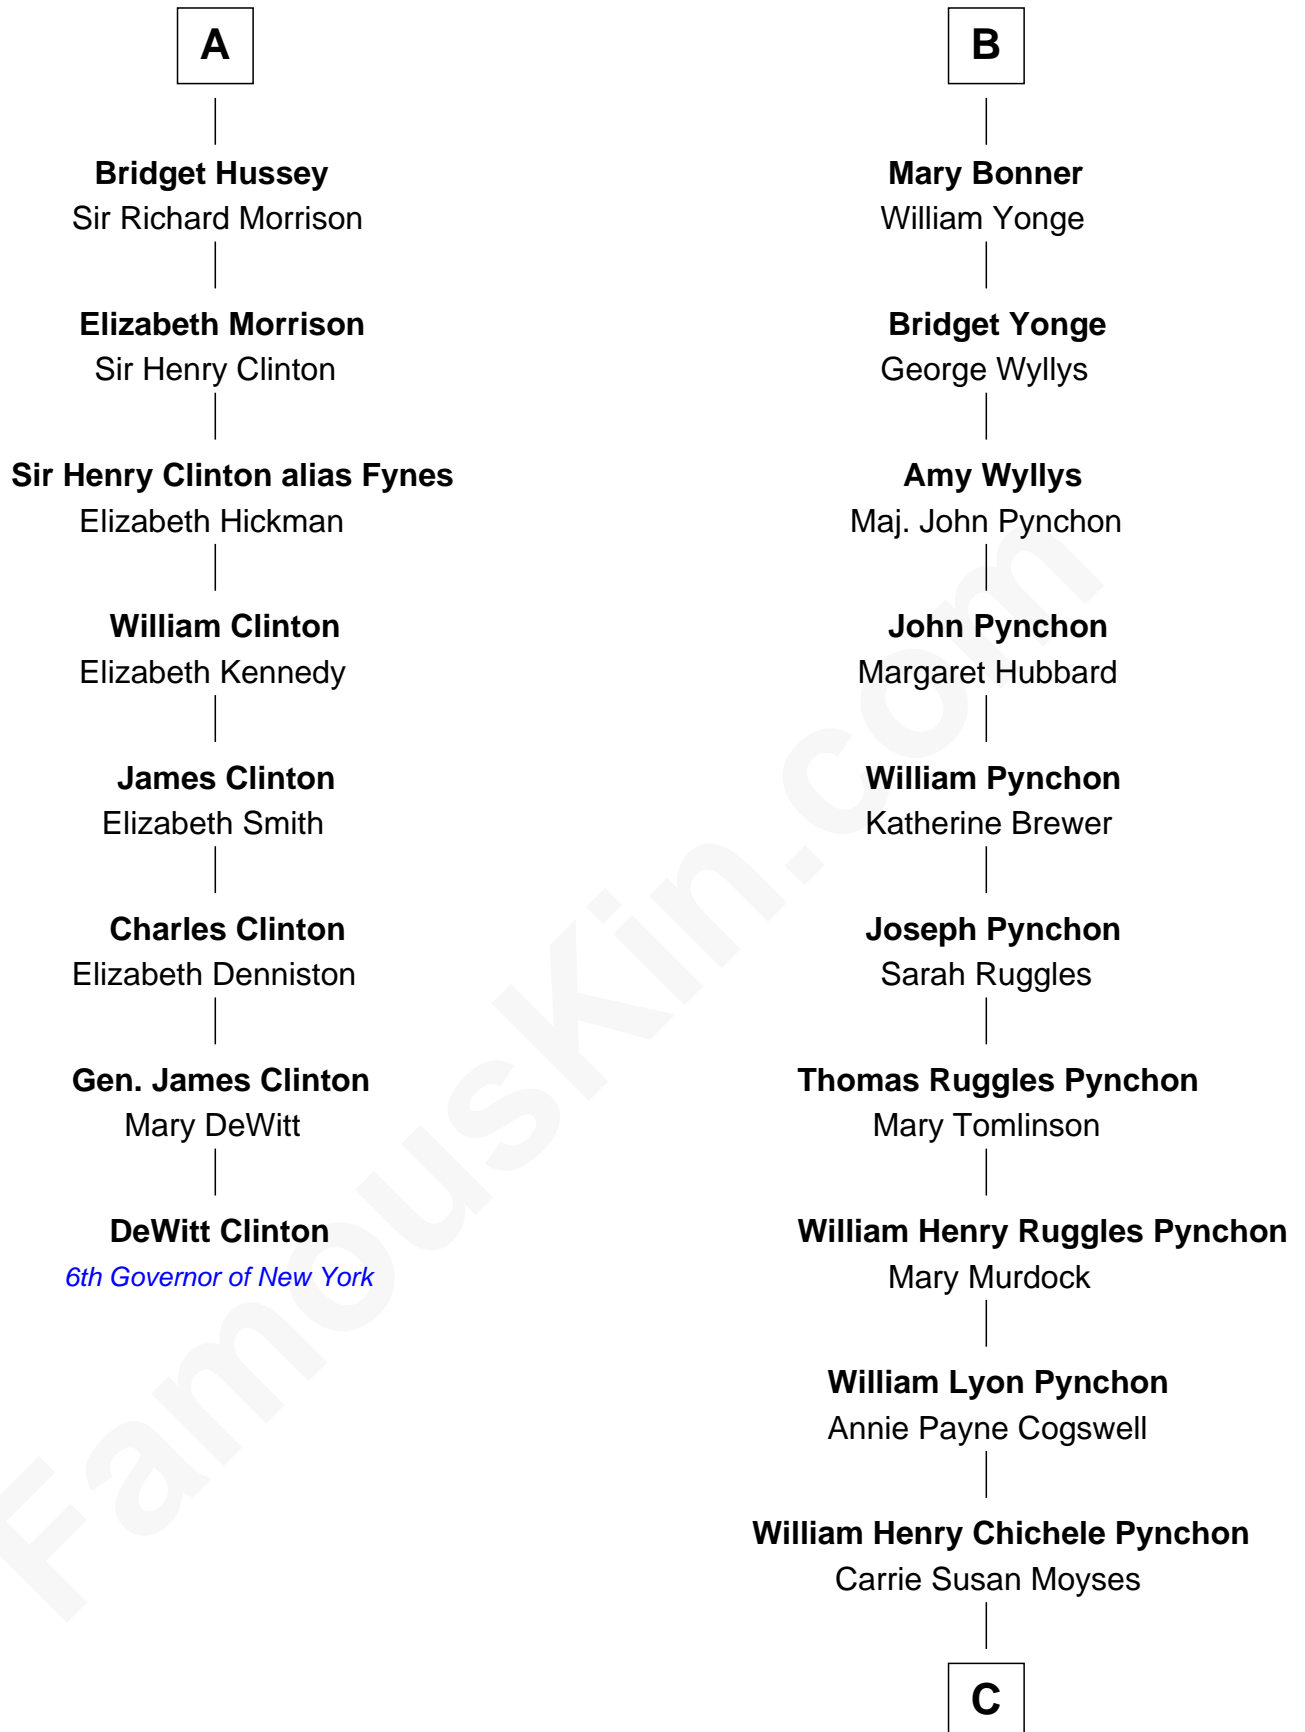 A
Bridget Hussey
Sir Richard Morrison
Elizabeth Morrison
Sir Henry Clinton
Sir Henry Clinton alias Fynes
Elizabeth Hickman
William Clinton
Elizabeth Kennedy
James Clinton
Elizabeth Smith
Charles Clinton
Elizabeth Denniston
Gen. James Clinton
Mary DeWitt
DeWitt Clinton
6th Governor of New York
B
Mary Bonner
William Yonge
Bridget Yonge
George Wyllys
Amy Wyllys
Maj. John Pynchon
John Pynchon
Margaret Hubbard
William Pynchon
Katherine Brewer
Joseph Pynchon
Sarah Ruggles
Thomas Ruggles Pynchon
Mary Tomlinson
William Henry Ruggles Pynchon
Mary Murdock
William Lyon Pynchon
Annie Payne Cogswell
William Henry Chichele Pynchon
Carrie Susan Moyses
C
FamousKin.com